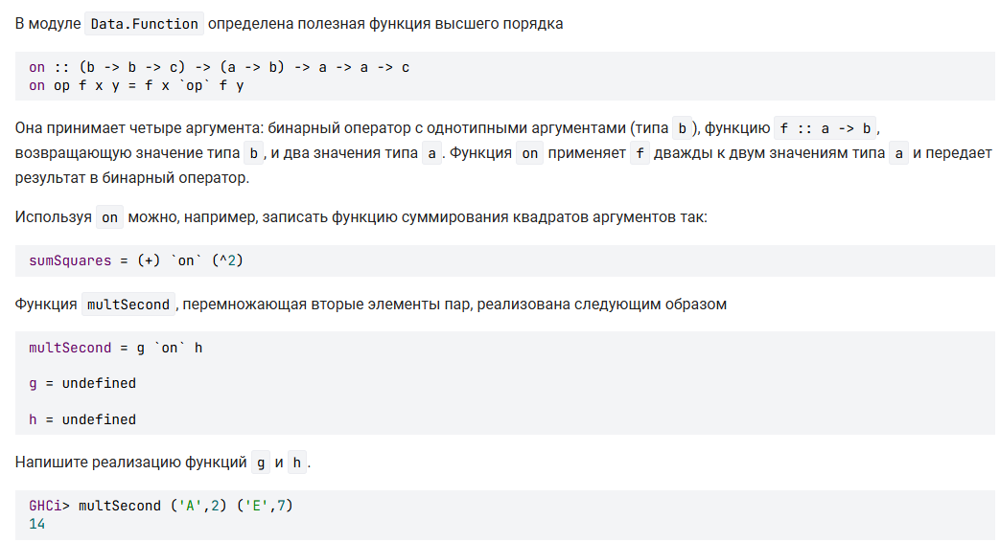 В модуле Data.Function определена полезная функция высшего порядка
on :: (b -> b -> c) -> (a -> b) -> a -> a -> c
on op f x y = f x `op` f y
Она принимает четыре аргумента: бинарный оператор с однотипными аргументами (типа b), функцию f :: a -> b,
возвращающую значение типа b, и два значения типа a. Функция on применяет f дважды к двум значениям типа a и передает
результат в бинарный оператор.
Используя on можно, например, записать функцию суммирования квадратов аргументов так:
sumSquares = (+) `on` (^2)
Функция multSecond, перемножающая вторые элементы пар, реализована следующим образом
multSecond = g `on` h
g = undefined
h = undefined
Напишите реализацию функций g и h.
GHCi> multSecond ('A',2) ('E',7)
14